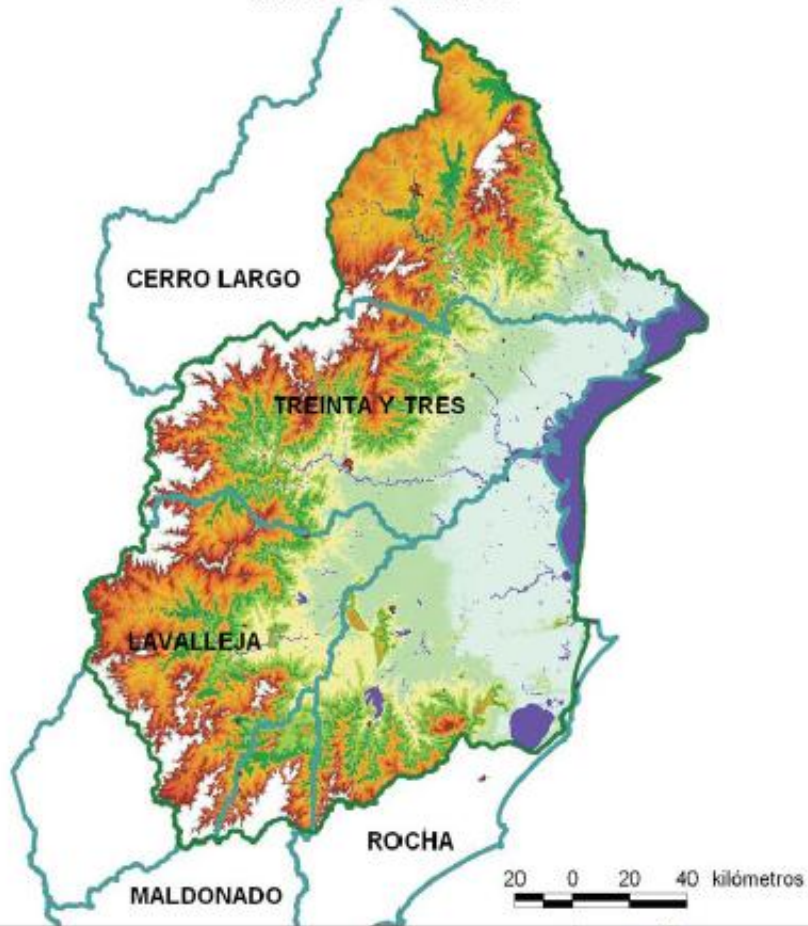 CERRO LARGO
TREINTA Y TRES
LAVALLEJA
ROCHA
MALDONADO
20 0 20 40 kilómetros